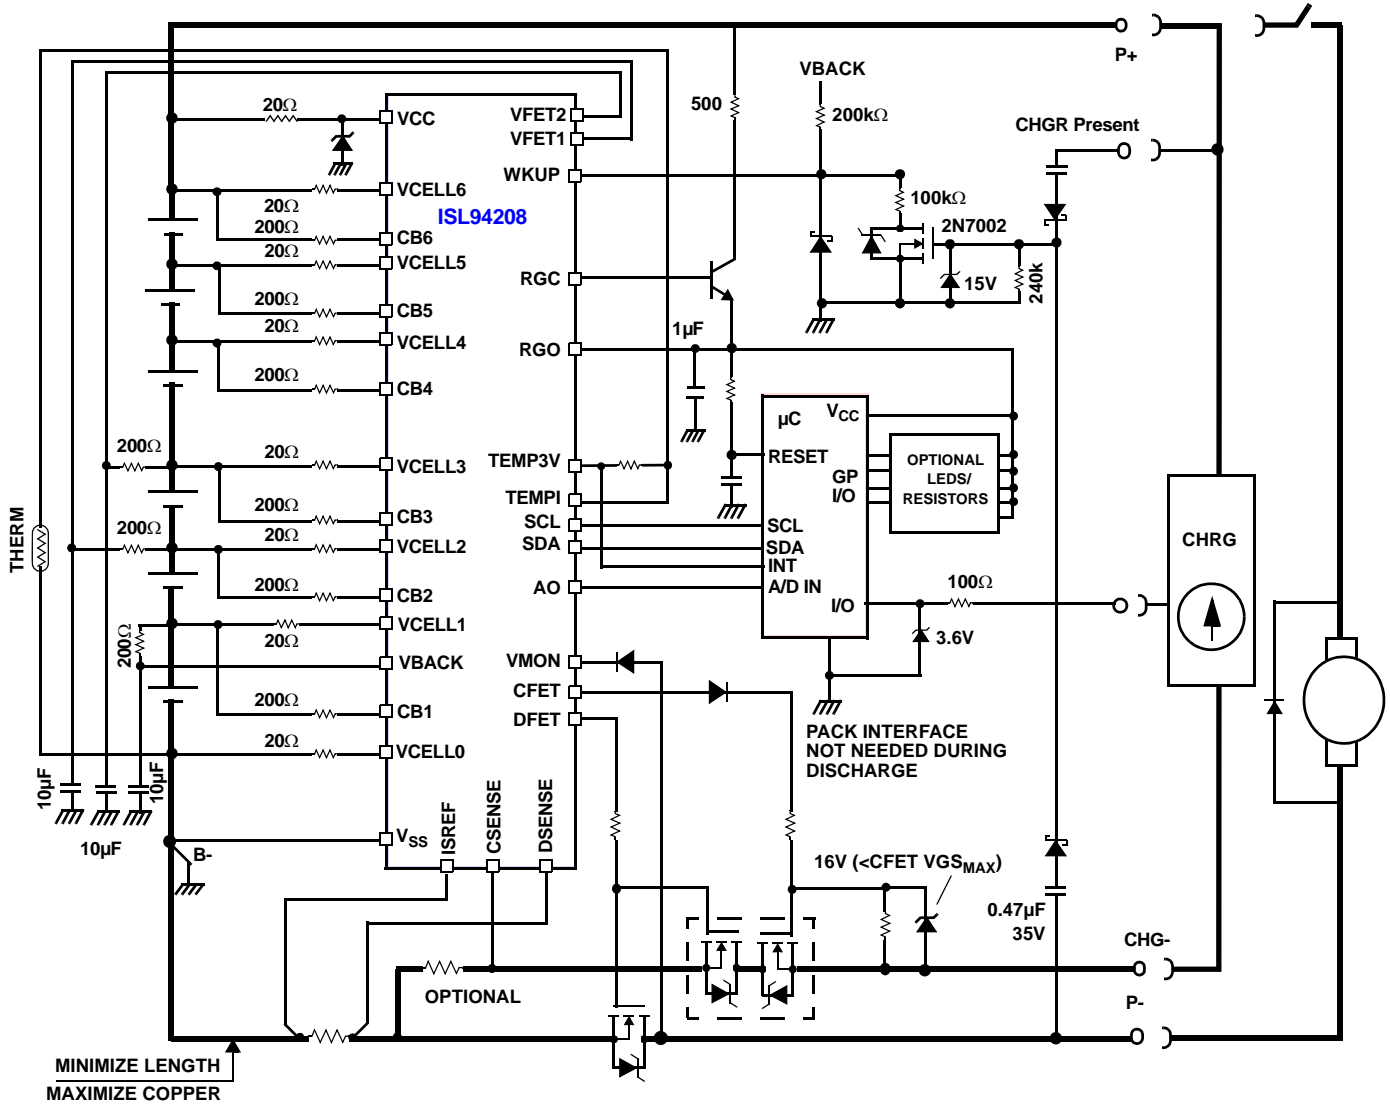 P+
VBACK
500
200kΩ
CHGR Present
20Ω
VCC
VFET2
VFET1
WKUP
VCELL6
20Ω
ISL94208
100kΩ
2N7002
200Ω
CB6
20Ω
VCELL5
RGC
15V
240k
200Ω
CB5
20Ω
VCELL4
1µF
RGO
200Ω
CB4
µC
VCC
200Ω
20Ω
VCELL3
TEMP3V
RESET
GP
I/O
OPTIONAL
LEDS/
RESISTORS
TEMPI
THERM
200Ω
CB3
SCL
SCL
200Ω
20Ω
VCELL2
SDA
SDA
INT
CHRG
200Ω
CB2
AO
A/D IN
I/O
100Ω
200Ω
VCELL1
20Ω
3.6V
VBACK
VMON
CFET
200Ω
CB1
DFET
PACK INTERFACE
NOT NEEDED DURING
DISCHARGE
20Ω
VCELL0
10µF
10µF
10µF
ISREF
CSENSE
DSENSE
VSS
B-
16V (<CFET VGSMAX)
0.47µF
35V
CHG-
OPTIONAL
P-
MINIMIZE LENGTH
MAXIMIZE COPPER